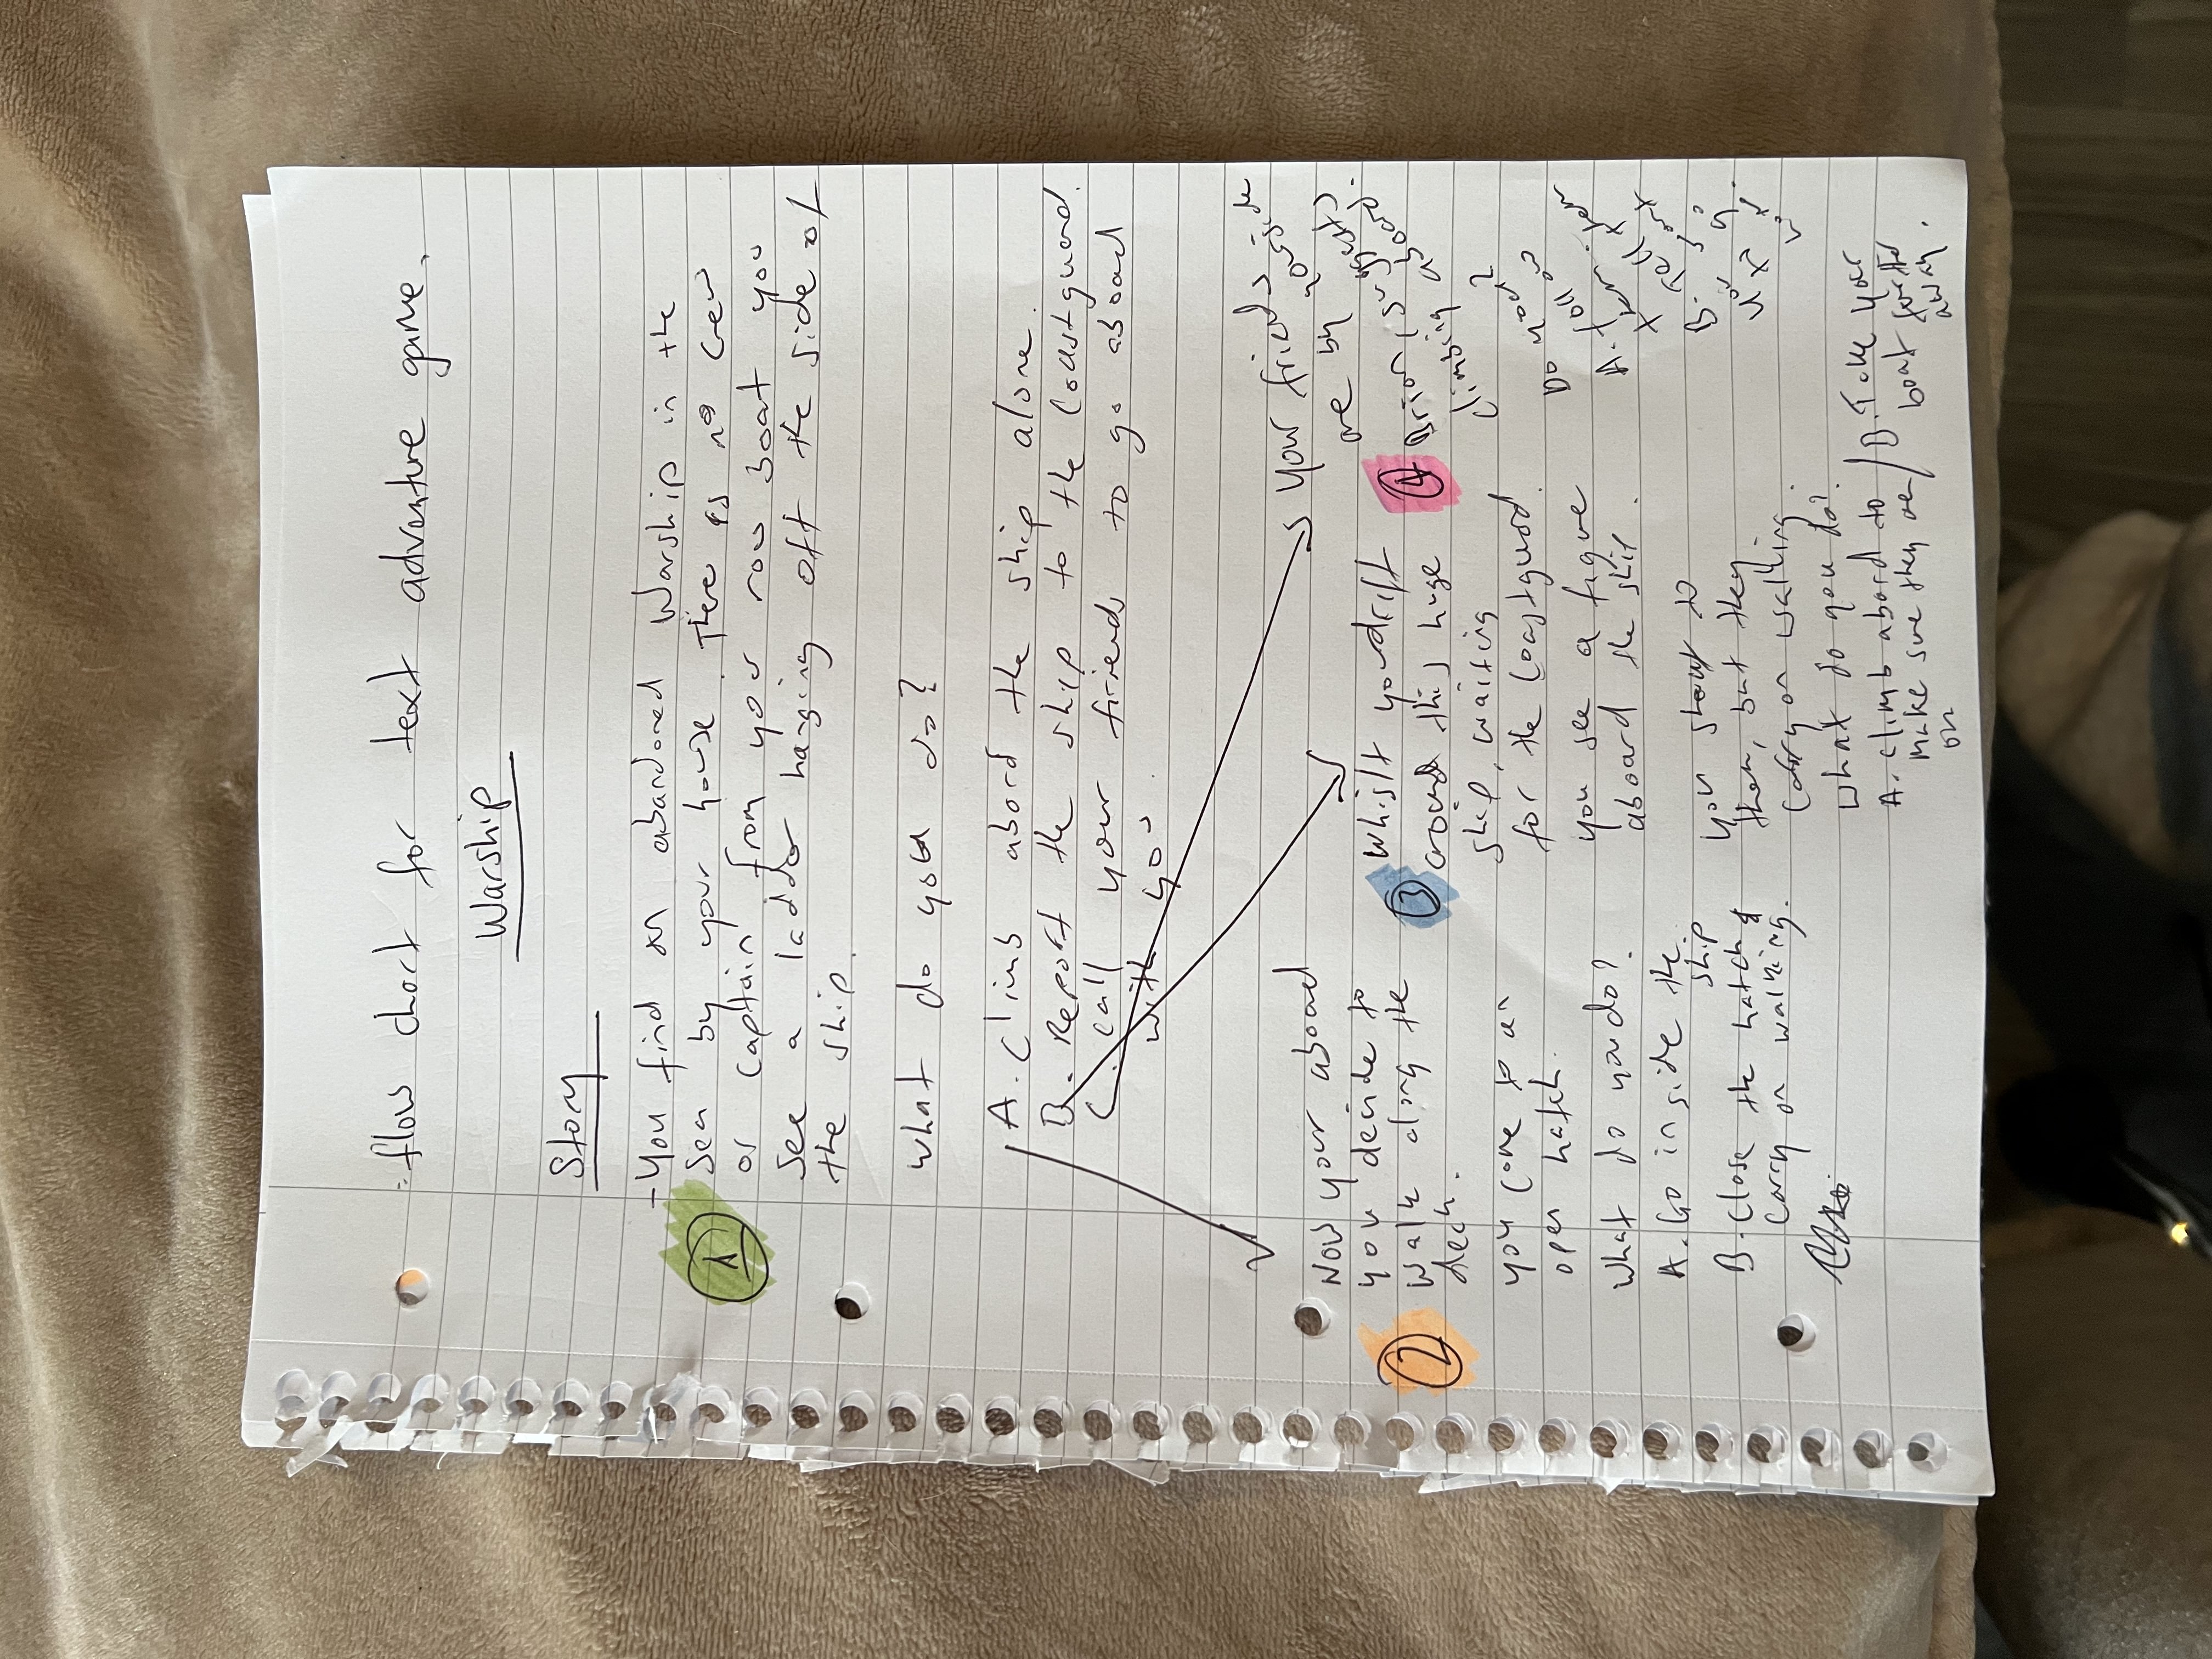 flow chart for text adventure game.
Warship
Story
- You find an abandoned Warship in the
1
Sea by your house. There is no Crew
or Captain. from your row boat you
See a ladder hanging off the side of
the ship.
What do you do?
A. Climb abord the ship alone.
B. Report the ship to the Coastguard.
C. call your friends to go aboard
with you.
2
Now your aboard
you decide to
walk along the
deck.
you come to an
open hatch.
What do you do?
A. Go inside the
ship
B. Close the hatch &
Carry on walking.
3
Whislt you drift
around this huge
ship, waiting
for the Coastguard.
you see a figure
aboard the ship.
you shout to
them, but they
Carry on walking.
What do you do?
A. climb abord to
make sure they are
/ B. Take your
boat further
away.
4
Your friends
are by yourside
Brian, suggests
climbing aboard.
Do you?
A. follow
them.
B. Tell them
you want
to go
home.